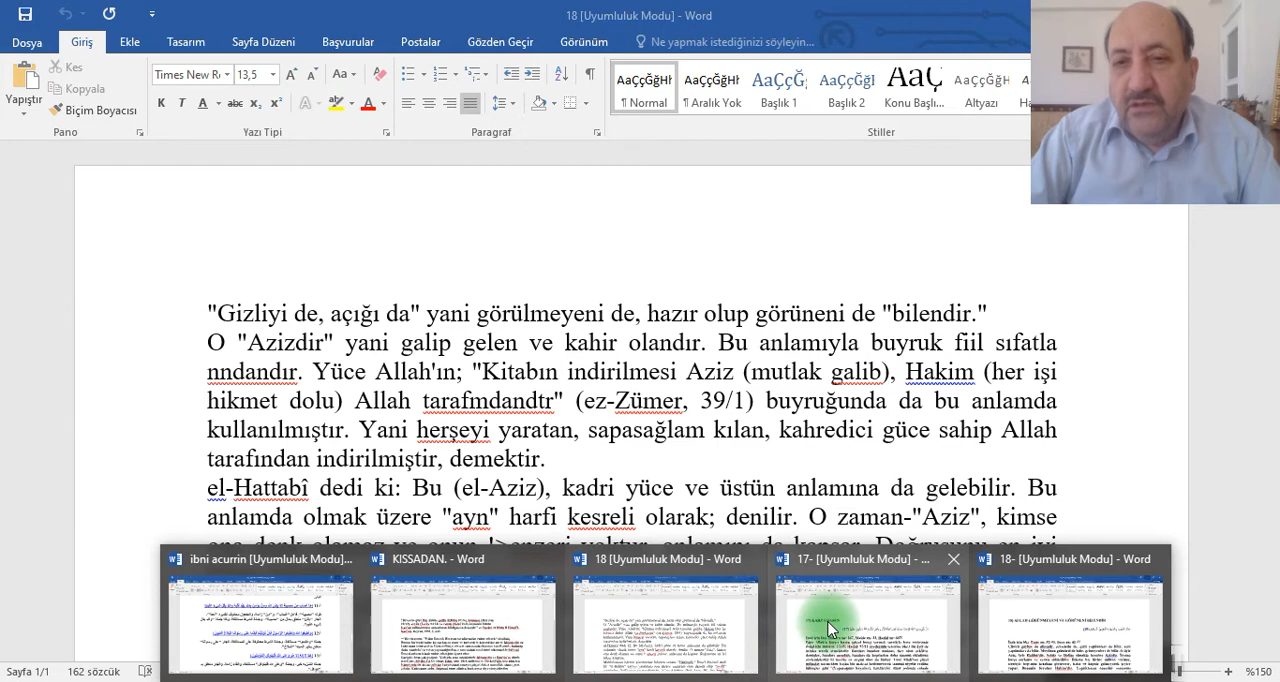 18 [Uyumluluk Modu] - Word
Dosya Giriş Ekle Tasarım Sayfa Düzeni Başvurular Postalar Gözden Geçir Görünüm Ne yapmak istediğinizi söyleyin...
Yapıştır
Kes
Kopyala
Biçim Boyacısı
Pano
Times New Ro 13,5
Yazı Tipi
Paragraf
AaÇçĞğHł AaÇçĞğHł AaÇçĞğ AaÇçĞğI AaÇ AaÇçĞğHł
¶ Normal ¶ Aralık Yok Başlık 1 Başlık 2 Konu Başlı... Altyazı
Stiller
"Gizliyi de, açığı da" yani görülmeyeni de, hazır olup görüneni de "bilendir."
O "Azizdir" yani galip gelen ve kahir olandır. Bu anlamıyla buyruk fiil sıfatla
nndandır. Yüce Allah'ın; "Kitabın indirilmesi Aziz (mutlak galib), Hakim (her işi
hikmet dolu) Allah tarafmdandtr" (ez-Zümer, 39/1) buyruğunda da bu anlamda
kullanılmıştır. Yani herşeyi yaratan, sapasağlam kılan, kahredici güce sahip Allah
tarafından indirilmiştir, demektir.
el-Hattabî dedi ki: Bu (el-Aziz), kadri yüce ve üstün anlamına da gelebilir. Bu
anlamda olmak üzere "ayn" harfi kesreli olarak; denilir. O zaman-"Aziz", kimse
ibni acurrin [Uyumluluk Modu]...
KISSADAN. - Word
18 [Uyumluluk Modu] - Word
17- [Uyumluluk Modu] - ...
18- [Uyumluluk Modu] - Word
Sayfa 1/1 162 sözcük
%150